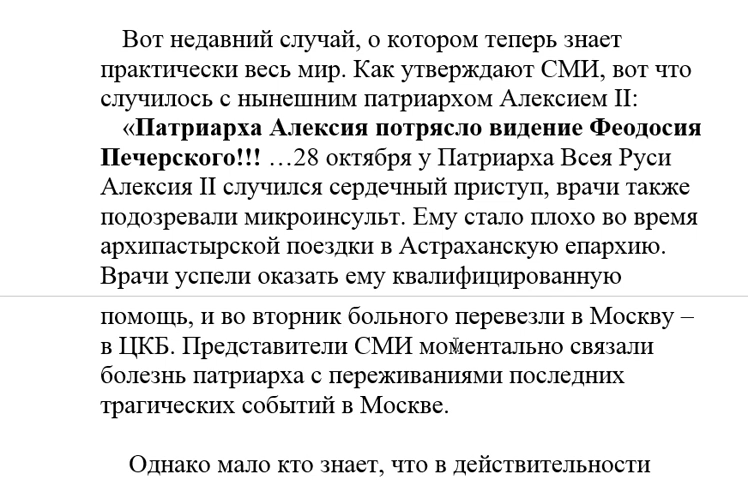 Вот недавний случай, о котором теперь знает
практически весь мир. Как утверждают СМИ, вот что
случилось с нынешним патриархом Алексием II:
«Патриарха Алексия потрясло видение Феодосия
Печерского!!! …28 октября у Патриарха Всея Руси
Алексия II случился сердечный приступ, врачи также
подозревали микроинсульт. Ему стало плохо во время
архипастырской поездки в Астраханскую епархию.
Врачи успели оказать ему квалифицированную
помощь, и во вторник больного перевезли в Москву –
в ЦКБ. Представители СМИ моментально связали
болезнь патриарха с переживаниями последних
трагических событий в Москве.
Однако мало кто знает, что в действительности